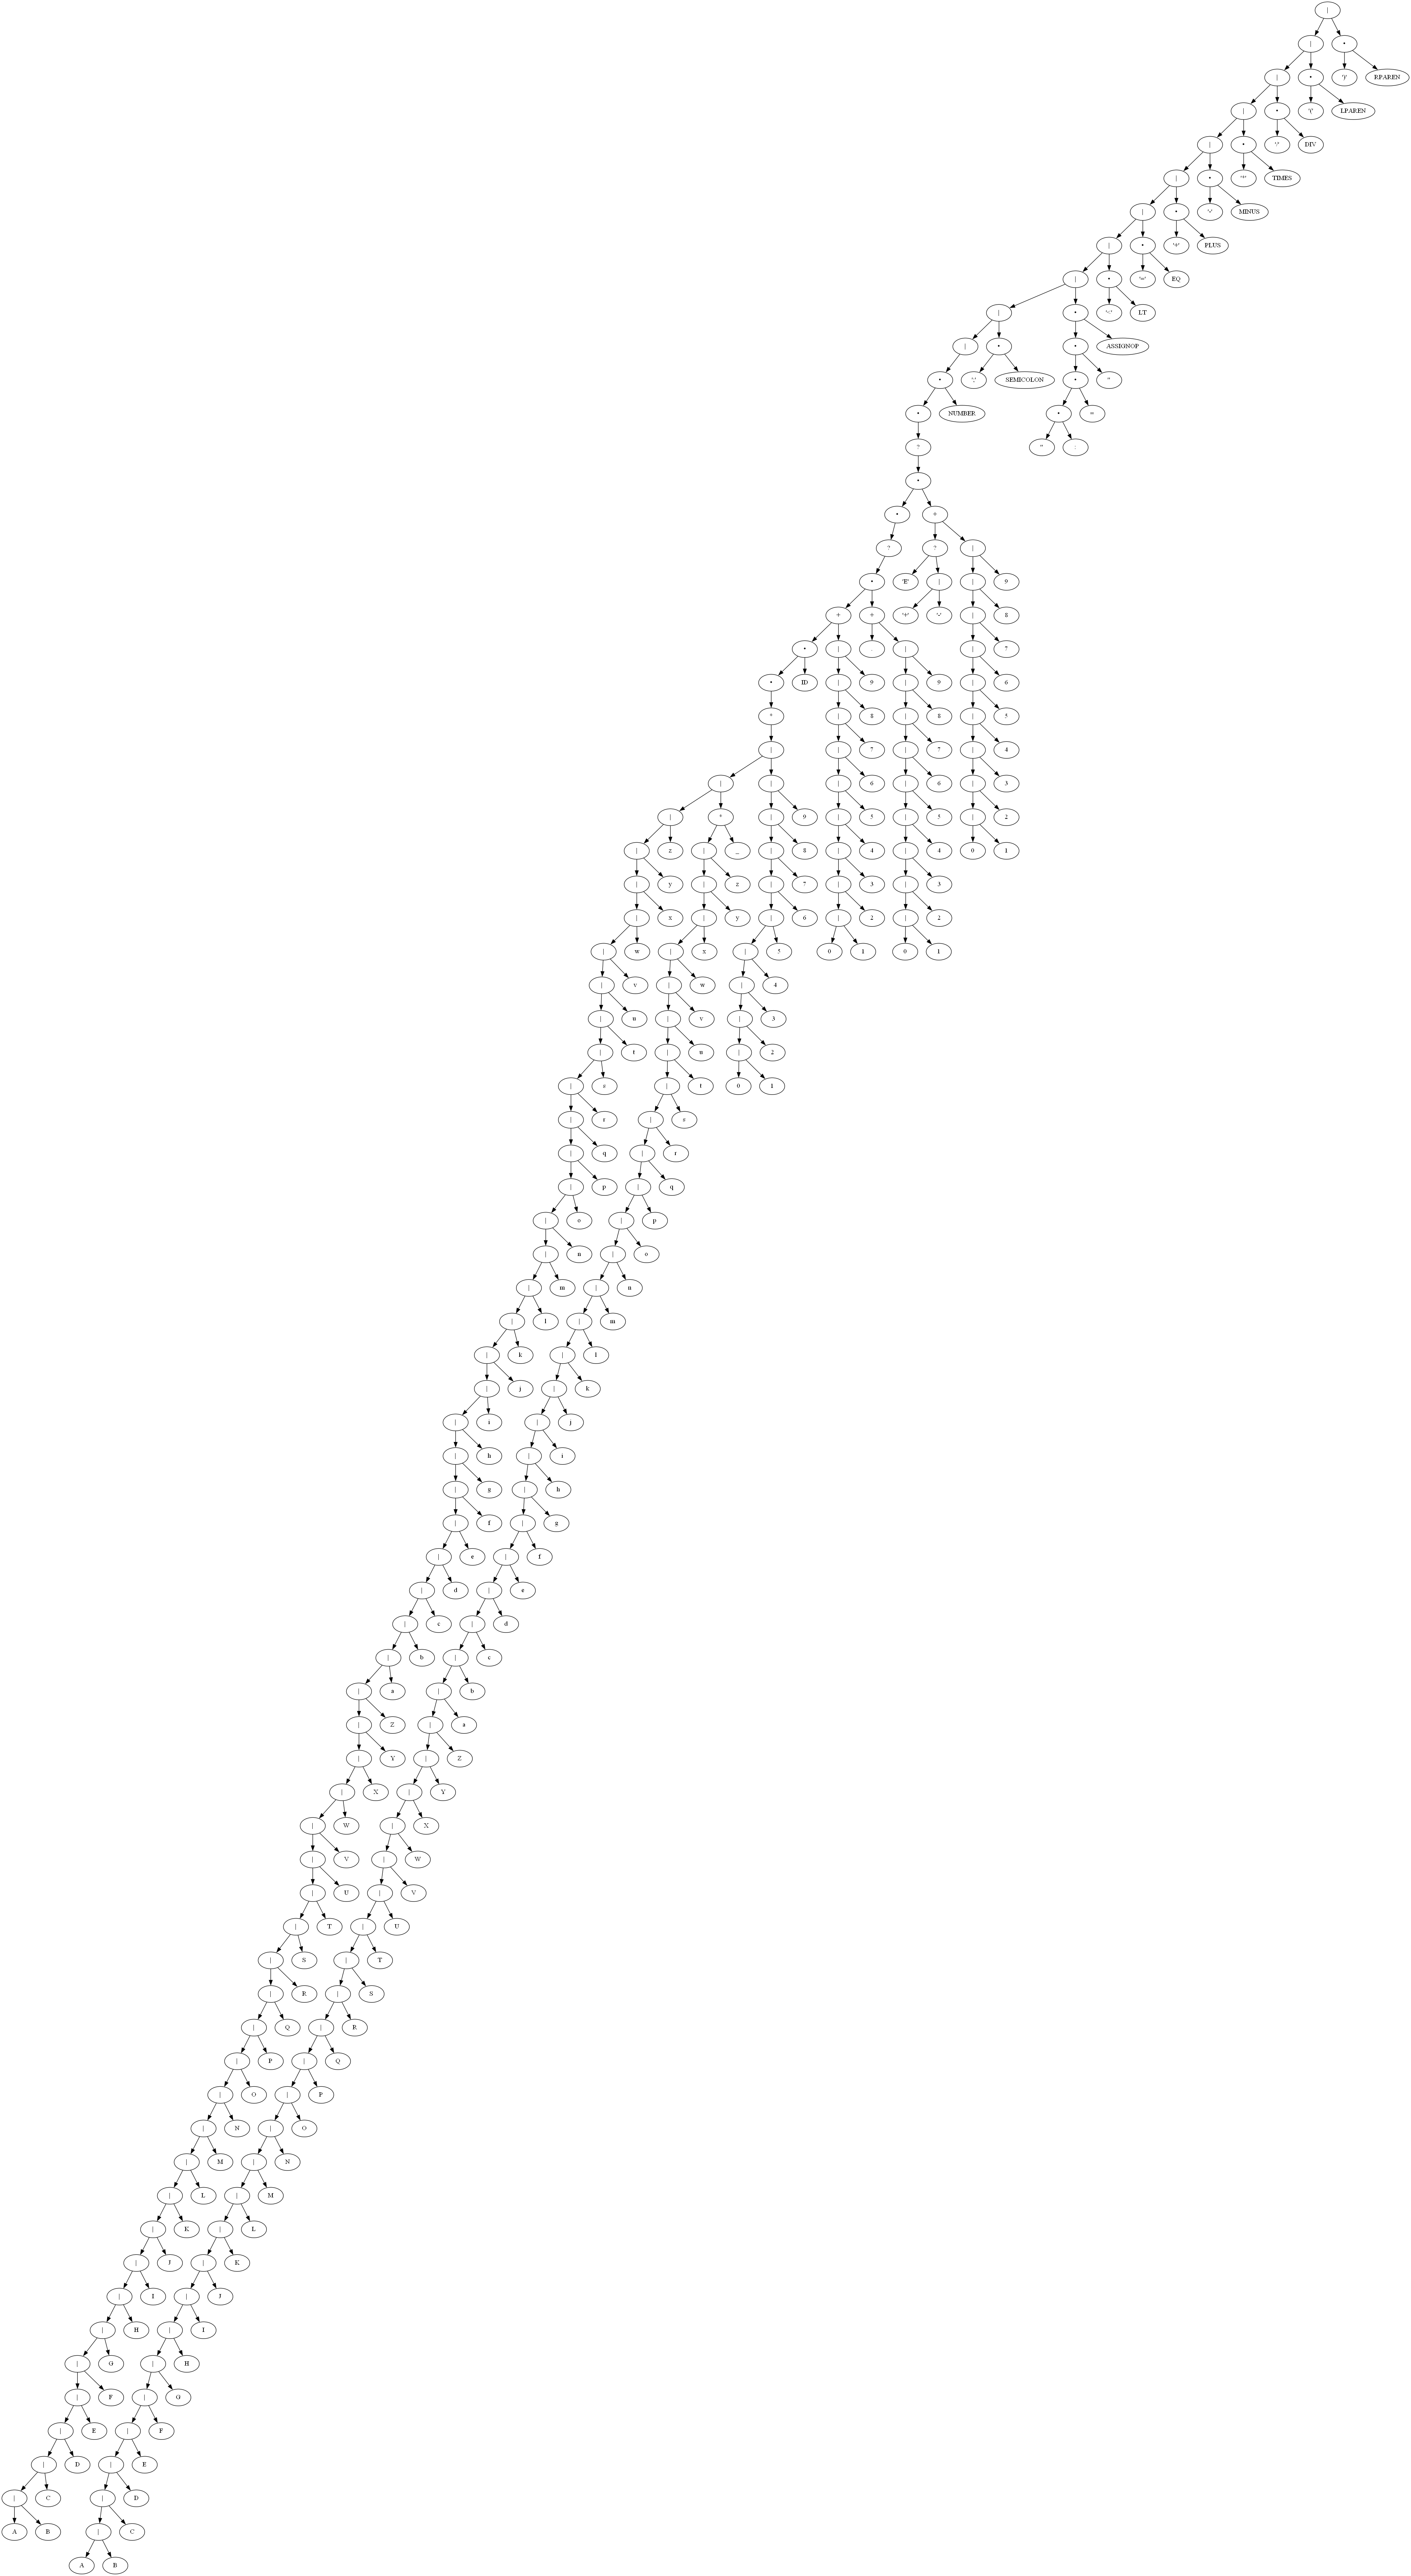 |
| •
| • ')' RPAREN
| • '(' LPAREN
| • '/' DIV
| • '*' TIMES
| • '-' MINUS
| • '+' PLUS
| • '=' EQ
| • '<' LT
| | • • ASSIGNOP
• ';' SEMICOLON • "
• NUMBER • =
? " :
•
• +
? ? |
• 'E' | | 9
+ + '+' '-' | 8
• | . | | 7
• ID | 9 | 9 | 6
* | 8 | 8 | 5
| | 7 | 7 | 4
| | | 6 | 6 | 3
| * | 9 | 5 | 5 | 2
| z | _ | 8 | 4 | 4 0 1
| y | z | 7 | 3 | 3
| x | y | 6 | 2 | 2
| w | x | 5 0 1 0 1
| v | w | 4
| u | v | 3
| t | u | 2
| s | t 0 1
| r | s
| q | r
| p | q
| o | p
| n | o
| m | n
| l | m
| k | l
| j | k
| i | j
| h | i
| g | h
| f | g
| e | f
| d | e
| c | d
| b | c
| a | b
| Z | a
| Y | Z
| X | Y
| W | X
| V | W
| U | V
| T | U
| S | T
| R | S
| Q | R
| P | Q
| O | P
| N | O
| M | N
| L | M
| K | L
| J | K
| I | J
| H | I
| G | H
| F | G
| E | F
| D | E
| C | D
A B | C
A B